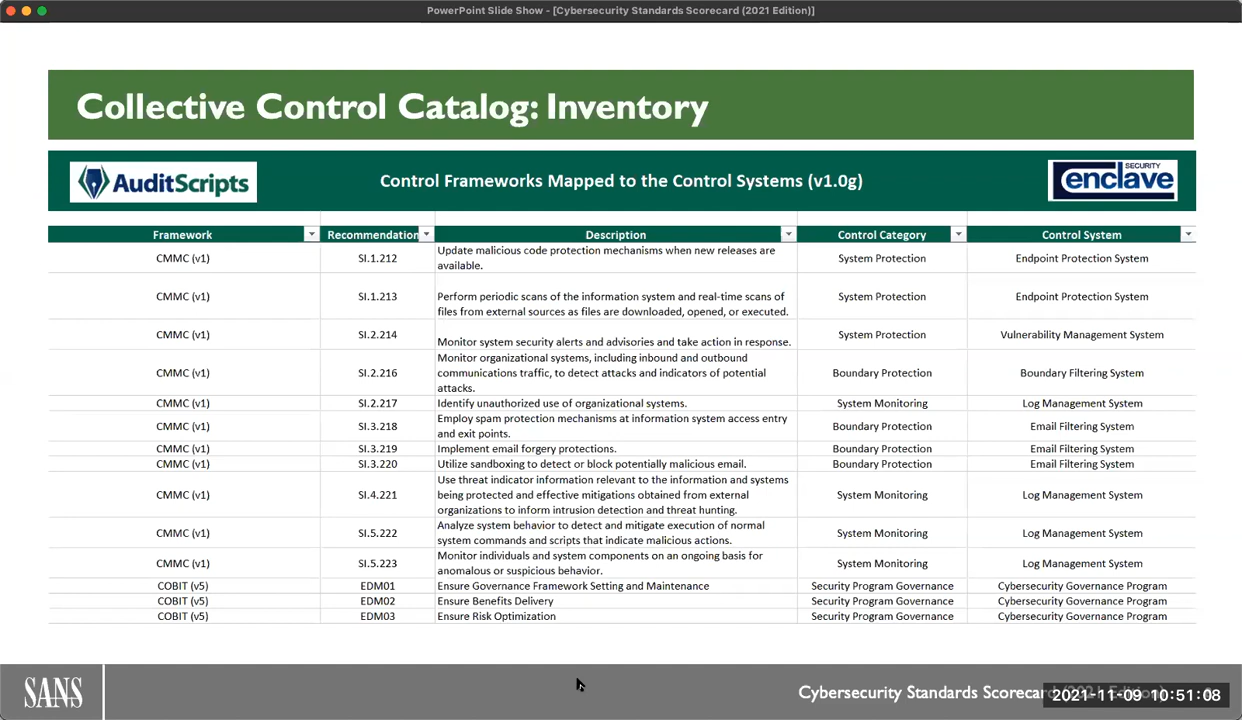 PowerPoint Slide Show - [Cybersecurity Standards Scorecard (2021 Edition)]
Collective Control Catalog: Inventory
AuditScripts
Control Frameworks Mapped to the Control Systems (v1.0g)
SECURITY
enclave
Framework Recommendation Description Control Category Control System
CMMC (v1) SI.1.212 Update malicious code protection mechanisms when new releases are
available. System Protection Endpoint Protection System
CMMC (v1) SI.1.213 Perform periodic scans of the information system and real-time scans of
files from external sources as files are downloaded, opened, or executed. System Protection Endpoint Protection System
CMMC (v1) SI.2.214 Monitor system security alerts and advisories and take action in response. System Protection Vulnerability Management System
CMMC (v1) SI.2.216 Monitor organizational systems, including inbound and outbound
communications traffic, to detect attacks and indicators of potential
attacks. Boundary Protection Boundary Filtering System
CMMC (v1) SI.2.217 Identify unauthorized use of organizational systems. System Monitoring Log Management System
CMMC (v1) SI.3.218 Employ spam protection mechanisms at information system access entry
and exit points. Boundary Protection Email Filtering System
CMMC (v1) SI.3.219 Implement email forgery protections. Boundary Protection Email Filtering System
CMMC (v1) SI.3.220 Utilize sandboxing to detect or block potentially malicious email. Boundary Protection Email Filtering System
CMMC (v1) SI.4.221 Use threat indicator information relevant to the information and systems
being protected and effective mitigations obtained from external
organizations to inform intrusion detection and threat hunting. System Monitoring Log Management System
CMMC (v1) SI.5.222 Analyze system behavior to detect and mitigate execution of normal
system commands and scripts that indicate malicious actions. System Monitoring Log Management System
CMMC (v1) SI.5.223 Monitor individuals and system components on an ongoing basis for
anomalous or suspicious behavior. System Monitoring Log Management System
COBIT (v5) EDM01 Ensure Governance Framework Setting and Maintenance Security Program Governance Cybersecurity Governance Program
COBIT (v5) EDM02 Ensure Benefits Delivery Security Program Governance Cybersecurity Governance Program
COBIT (v5) EDM03 Ensure Risk Optimization Security Program Governance Cybersecurity Governance Program
SANS
Cybersecurity Standards Scorecard
2021-11-09 10:51:08